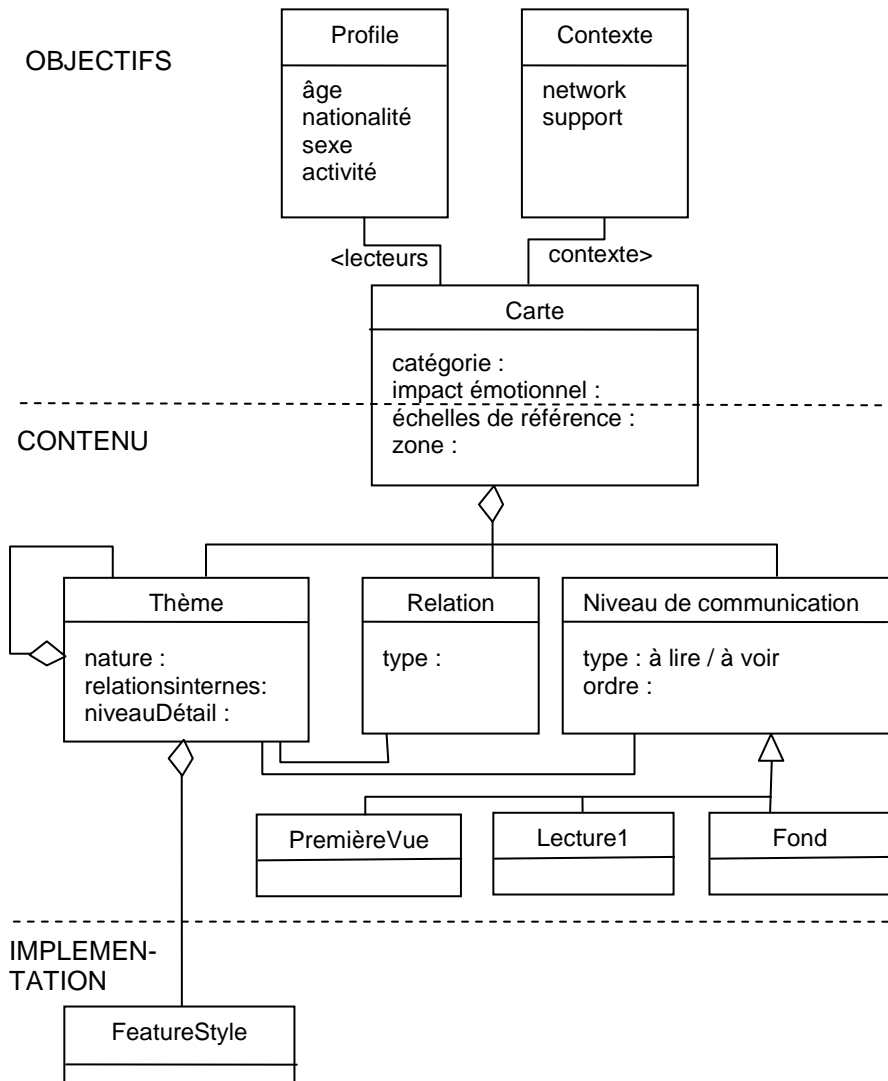 OBJECTIFS
Profile
âge
nationalité
sexe
activité
Contexte
network
support
<lecteurs
contexte>
Carte
catégorie :
impact émotionnel :
échelles de référence :
zone :
CONTENU
Thème
nature :
relationsinternes:
niveauDétail :
Relation
type :
Niveau de communication
type : à lire / à voir
ordre :
PremièreVue
Lecture1
Fond
IMPLEMEN-
TATION
FeatureStyle